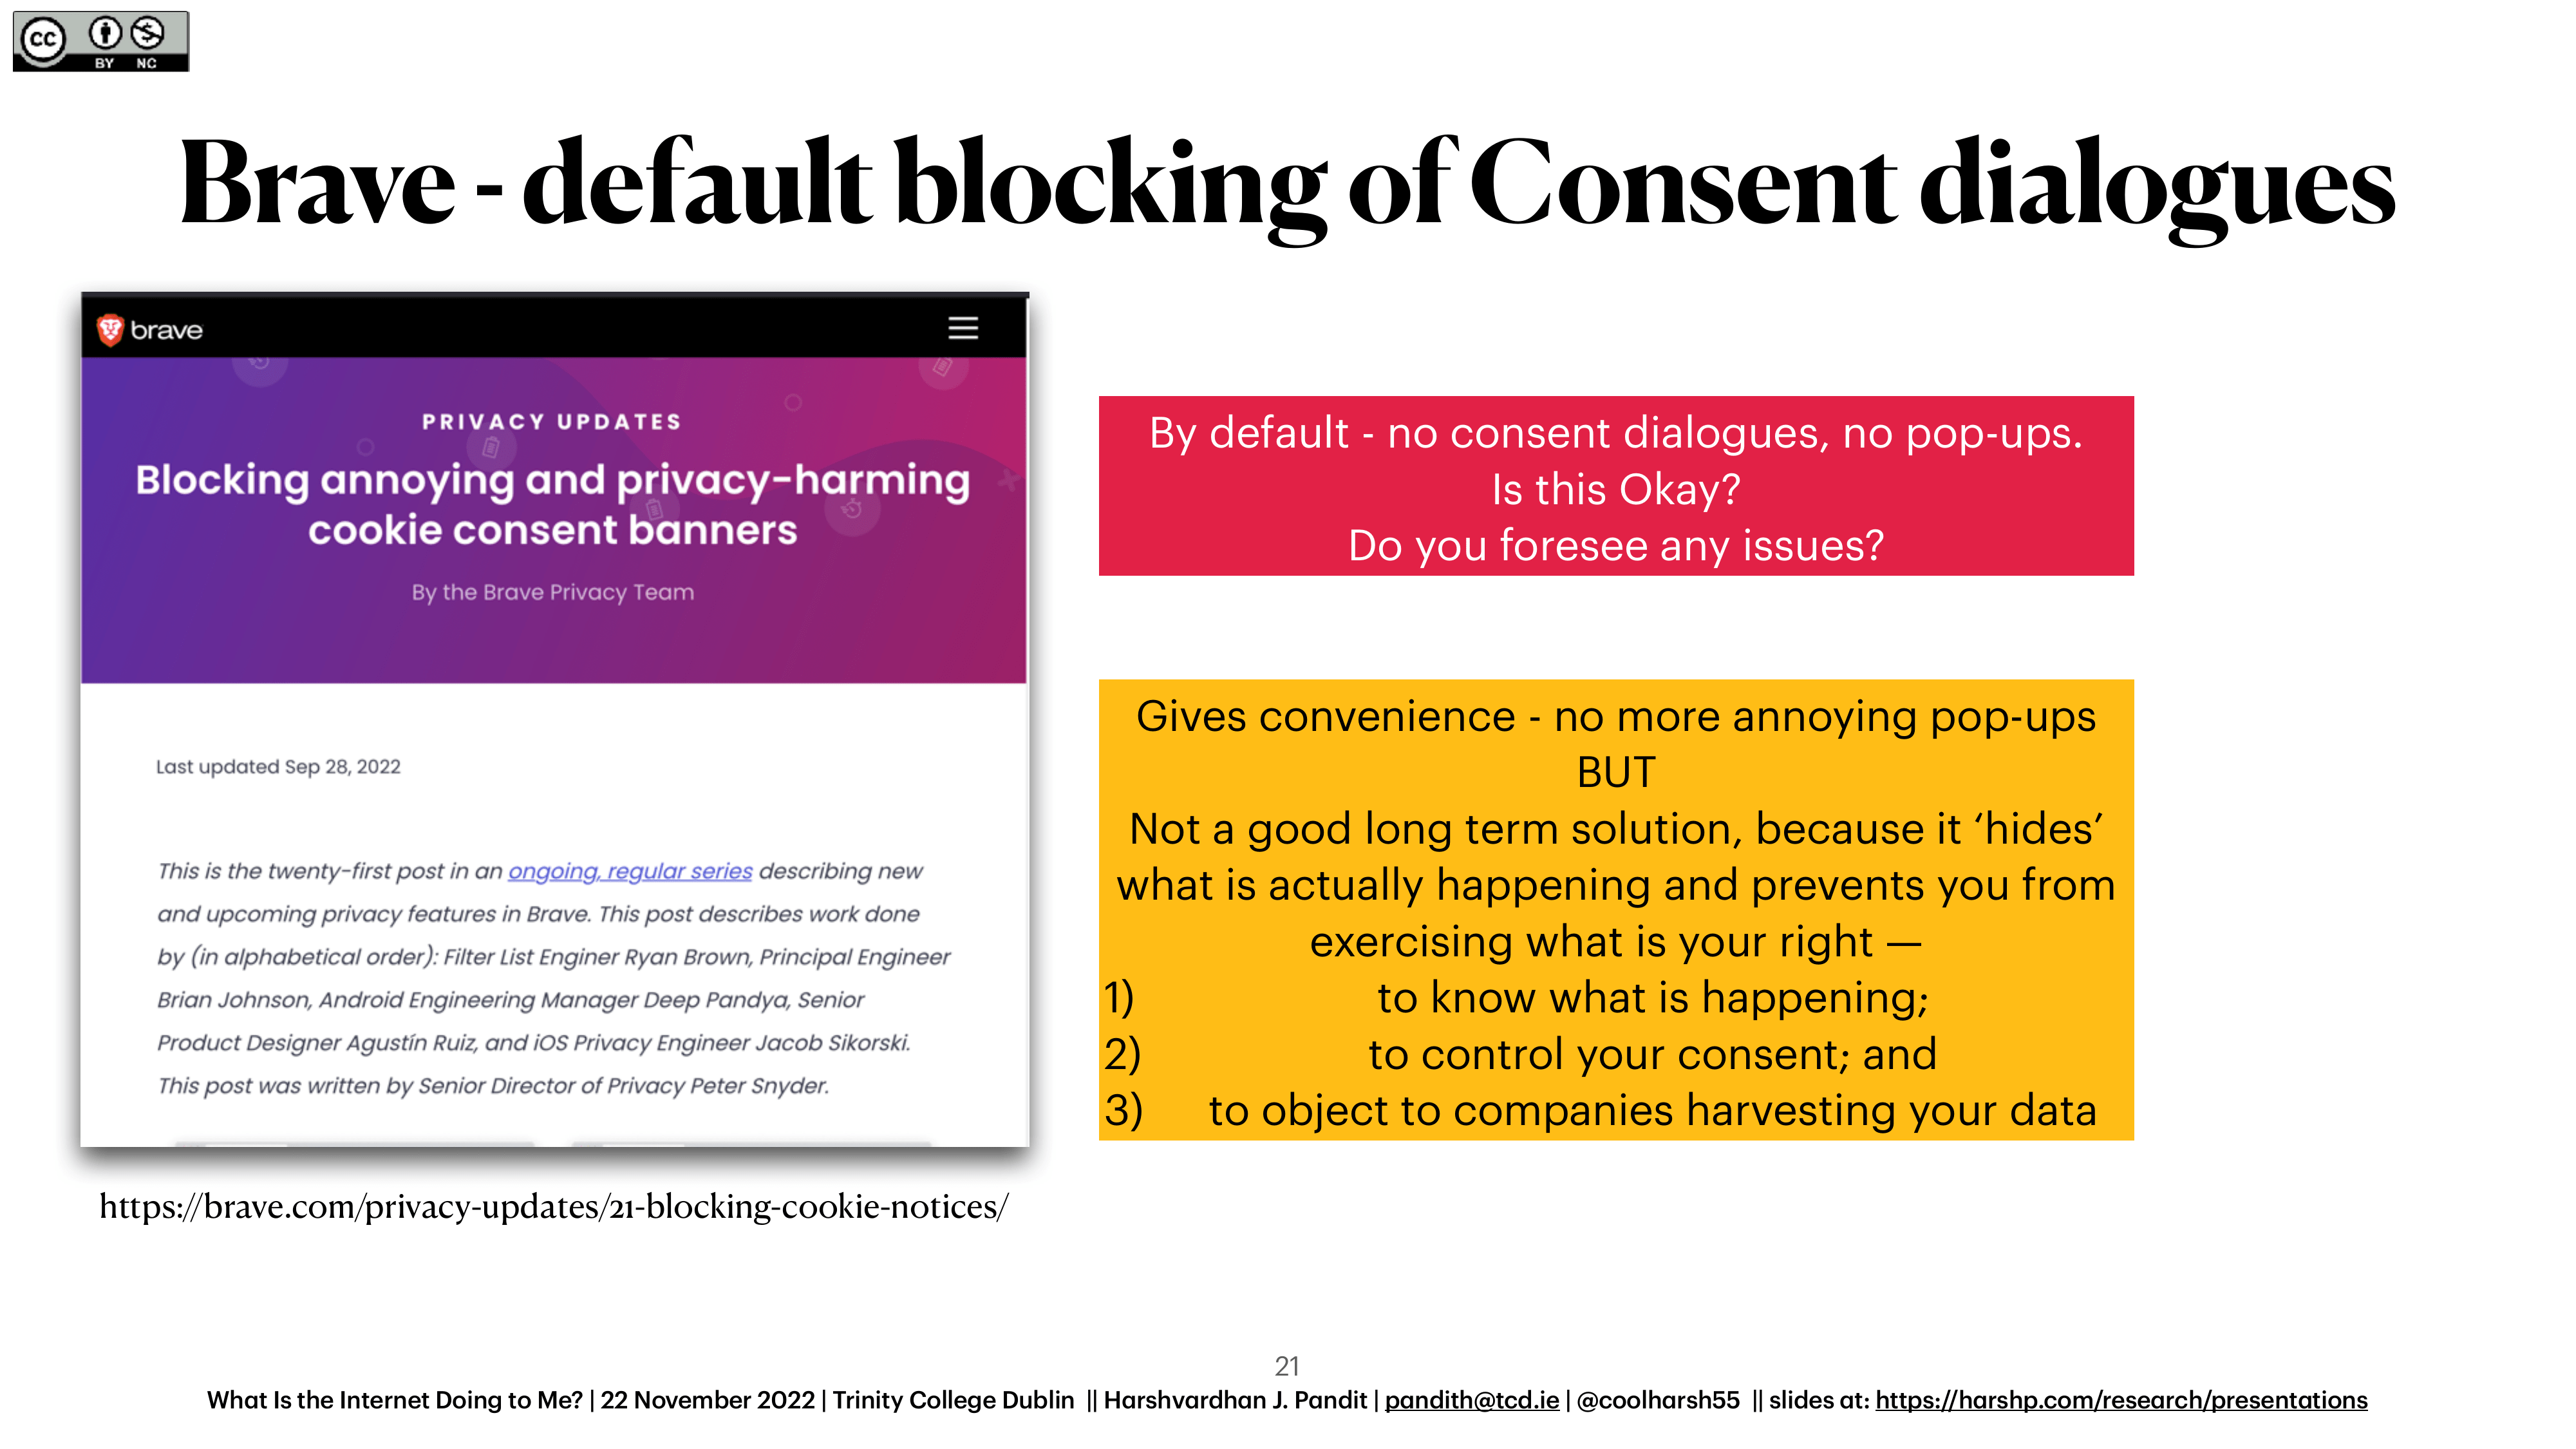 cc
BY NC
Brave - default blocking of Consent dialogues
brave
PRIVACY UPDATES
Blocking annoying and privacy-harming
cookie consent banners
By the Brave Privacy Team
Last updated Sep 28, 2022
This is the twenty-first post in an ongoing, regular series describing new
and upcoming privacy features in Brave. This post describes work done
by (in alphabetical order): Filter List Enginer Ryan Brown, Principal Engineer
Brian Johnson, Android Engineering Manager Deep Pandya, Senior
Product Designer Agustín Ruiz, and iOS Privacy Engineer Jacob Sikorski.
This post was written by Senior Director of Privacy Peter Snyder.
https://brave.com/privacy-updates/21-blocking-cookie-notices/
By default - no consent dialogues, no pop-ups.
Is this Okay?
Do you foresee any issues?
Gives convenience - no more annoying pop-ups
BUT
Not a good long term solution, because it ‘hides’
what is actually happening and prevents you from
exercising what is your right —
1) to know what is happening;
2) to control your consent; and
3) to object to companies harvesting your data
21
What Is the Internet Doing to Me? | 22 November 2022 | Trinity College Dublin || Harshvardhan J. Pandit | pandith@tcd.ie | @coolharsh55 || slides at: https://harshp.com/research/presentations